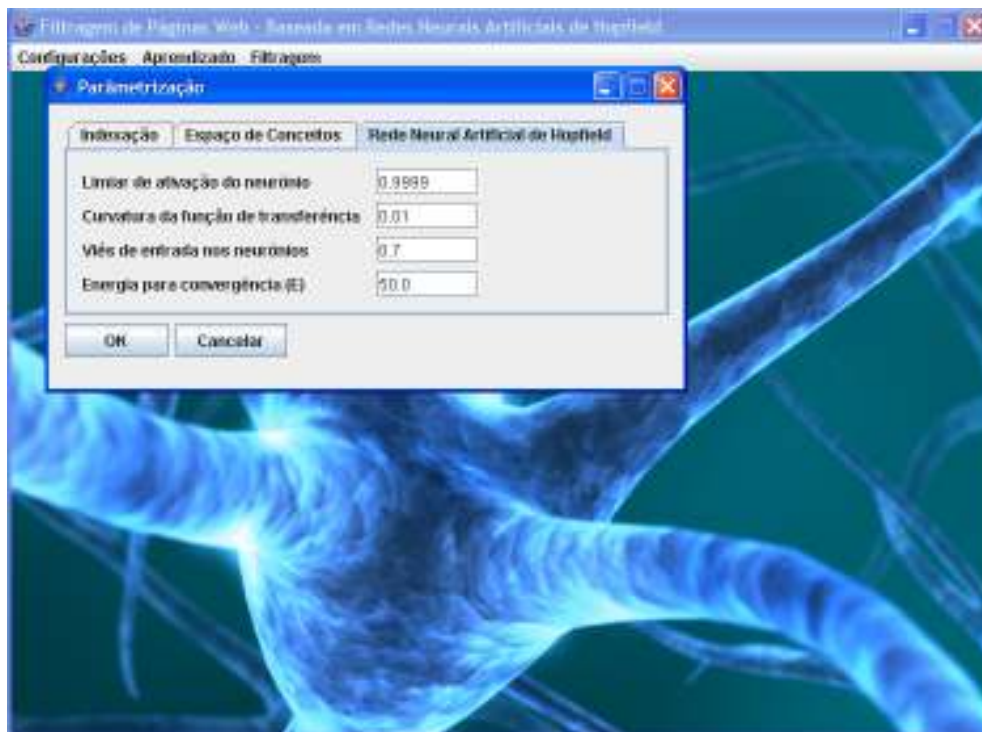 Filtragem de Páginas Web - Baseada em Redes Neurais Artificiais de Hopfield
Configurações Aprendizado Filtragem
Parâmetrização
Indexação Espaço de Conceitos Rede Neural Artificial de Hopfield
Limiar de ativação do neurônio 0.9999
Curvatura da função de transferência 0.01
Viés de entrada nos neurônios 0.7
Energia para convergência (E) 50.0
OK Cancelar